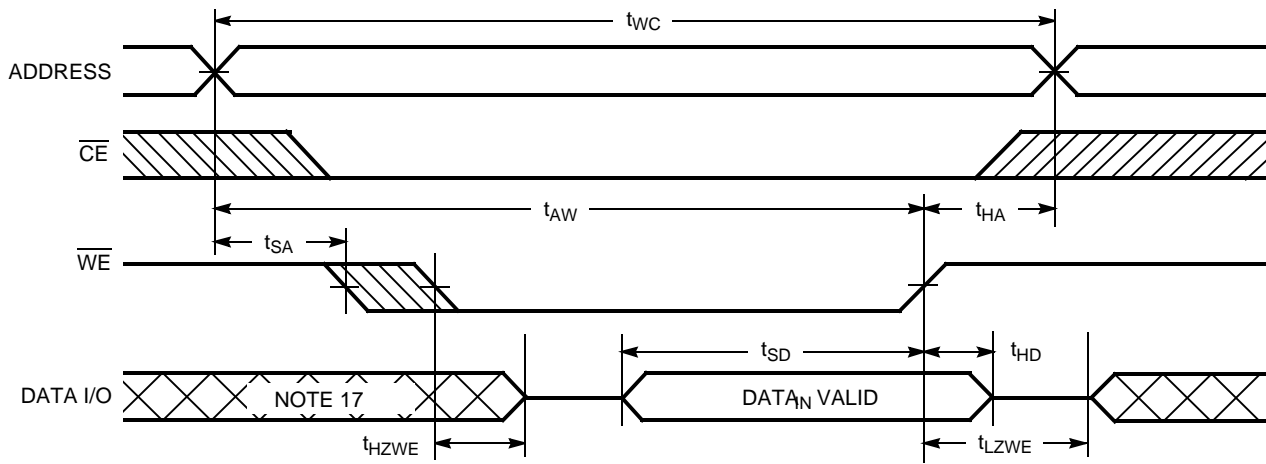 tWC
ADDRESS
CE
tAW
tHA
tSA
WE
tSD
tHD
DATA I/O
NOTE 17
DATAIN VALID
tHZWE
tLZWE